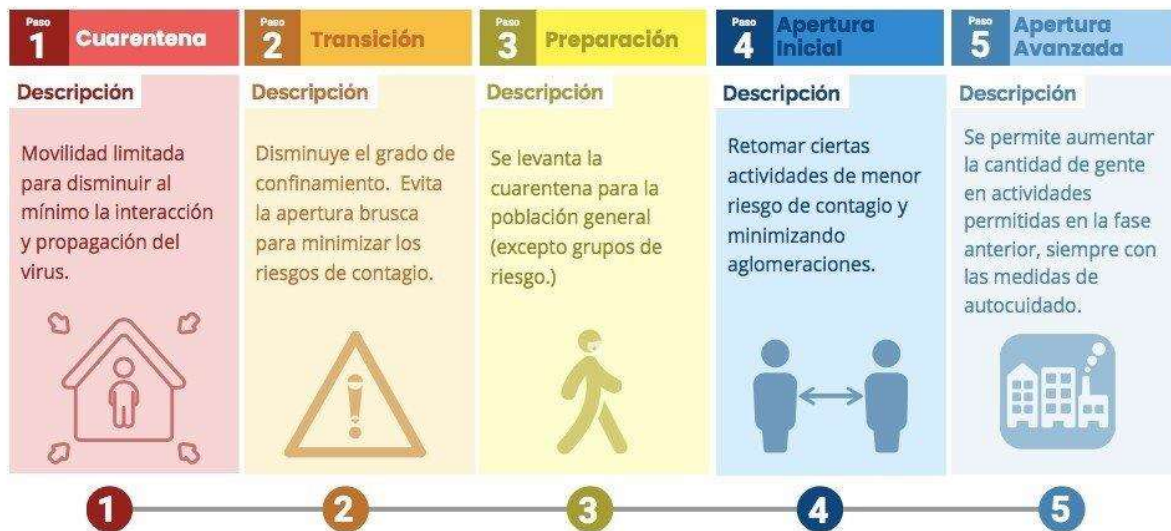 Paso
1
Cuarentena
Descripción
Movilidad limitada
para disminuir al
mínimo la interacción
y propagación del
virus.
1
Paso
2
Transición
Descripción
Disminuye el grado de
confinamiento. Evita
la apertura brusca
para minimizar los
riesgos de contagio.
2
Paso
3
Preparación
Descripción
Se levanta la
cuarentena para la
población general
(excepto grupos de
riesgo.)
3
Paso
4
Apertura
Inicial
Descripción
Retomar ciertas
actividades de menor
riesgo de contagio y
minimizando
aglomeraciones.
4
Paso
5
Apertura
Avanzada
Descripción
Se permite aumentar
la cantidad de gente
en actividades
permitidas en la fase
anterior, siempre con
las medidas de
autocuidado.
5